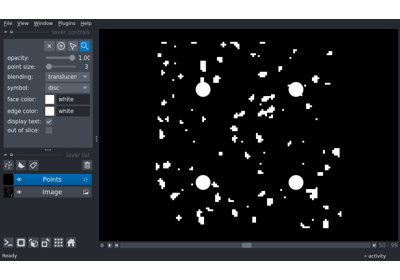 File View Window Plugins Help
layer controls
opacity: 1.00
point size: 3
blending: translucen
symbol: disc
face color: white
edge color: white
display text:
out of slice:
layer list
Points
Image
0 50 99
Ready activity